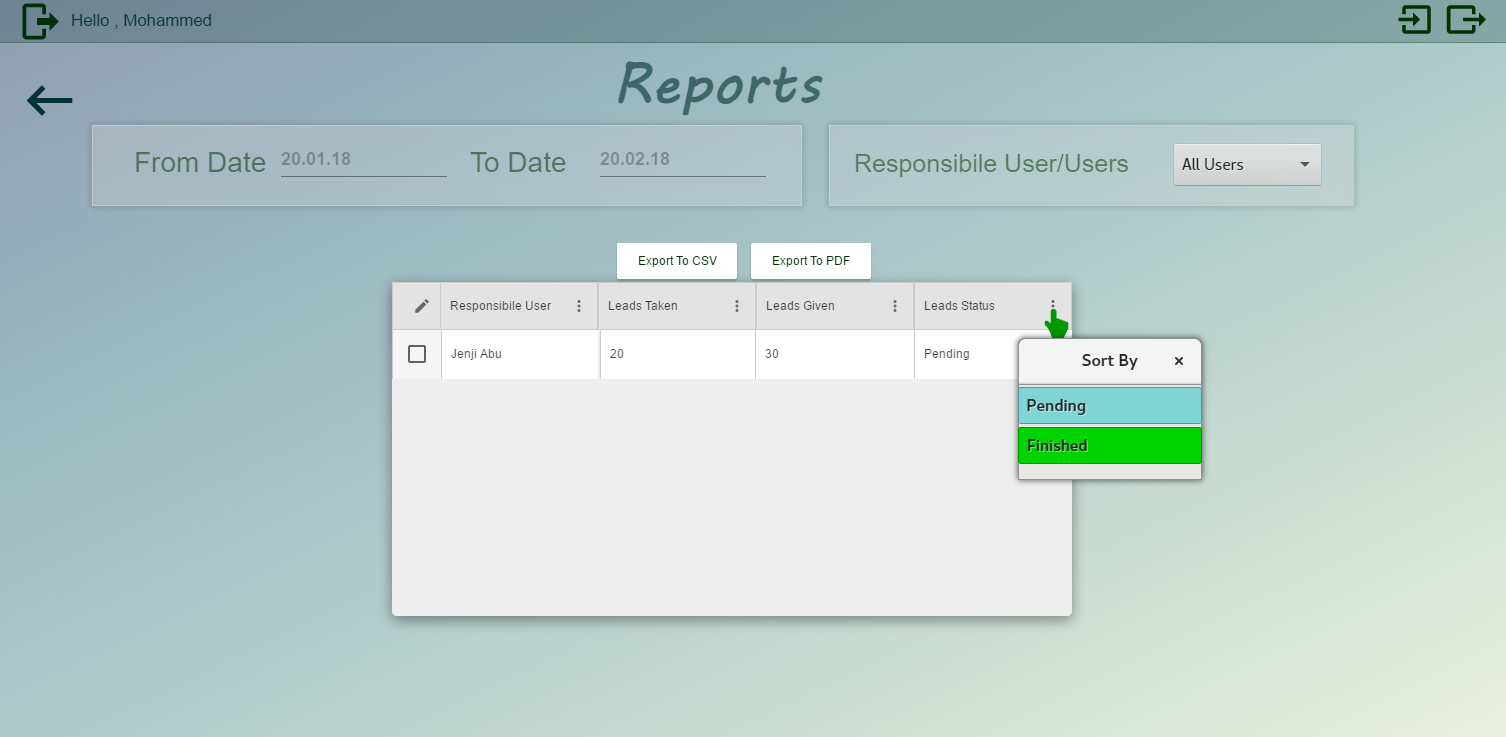 Hello , Mohammed
Reports
From Date 20.01.18 To Date 20.02.18
Responsibile User/Users All Users
Export To CSV Export To PDF
Responsibile User Leads Taken Leads Given Leads Status
Jenji Abu 20 30 Pending
Sort By ×
Pending
Finished